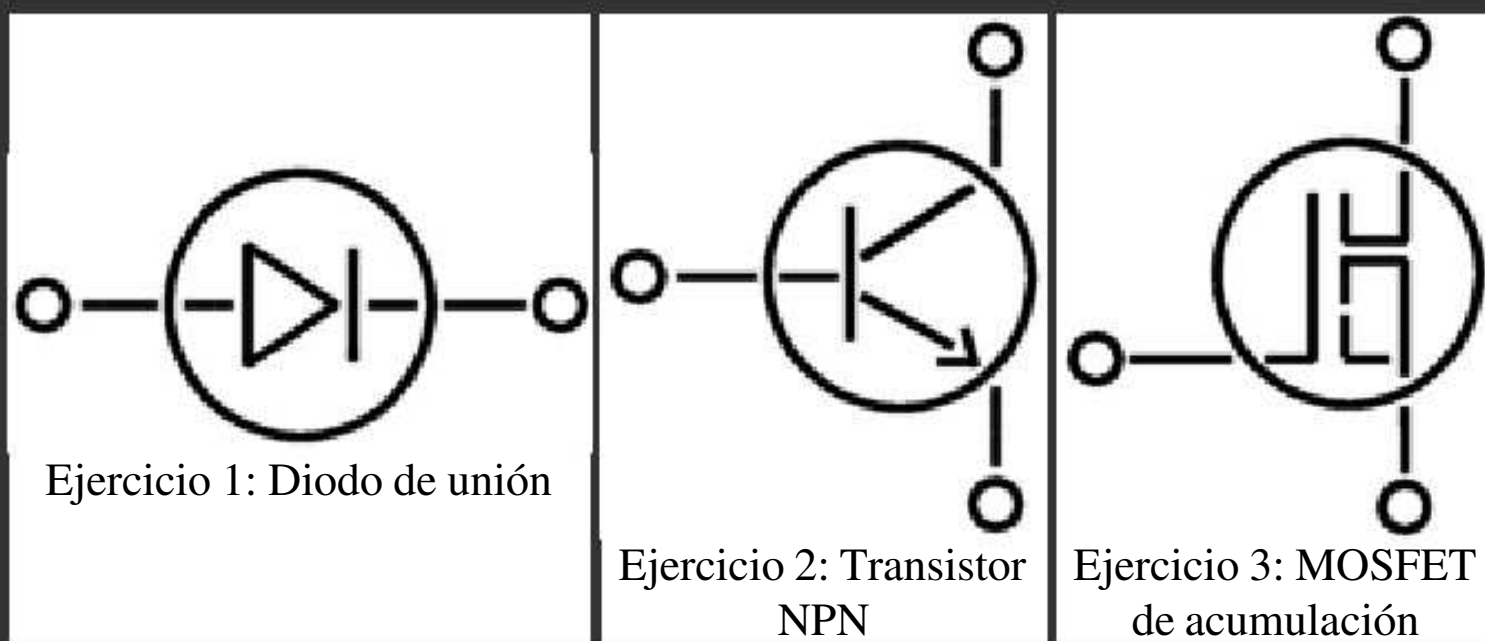 Ejercicio 1: Diodo de unión
Ejercicio 2: Transistor
NPN
Ejercicio 3: MOSFET
de acumulación